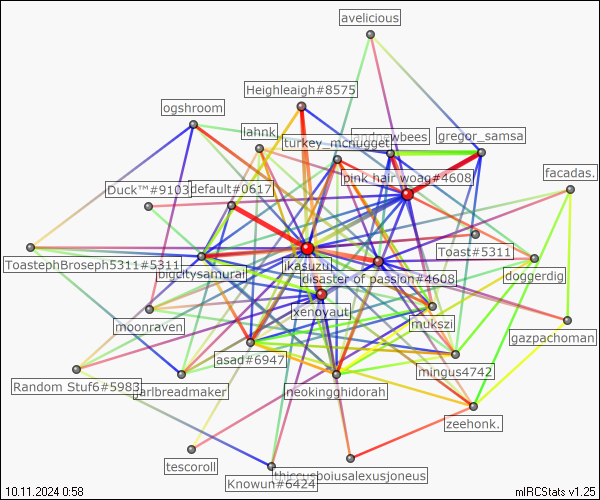 avelicious
Heighleaigh#8575
ogshroom
lahnk
andrewbees
gregor_samsa
turkey_mcnugget
pink hair woag#4608
facadas.
Duck™#9103
default#0617
Toast#5311
ToastephBroseph5311#5311
bigcitysamurai
ikasuzu
disaster of passion#4608
doggerdig
xenoyaut
moonraven
mukszi
gazpachoman
asad#6947
mingus4742
Random Stuf6#5983
neokingghidorah
zeehonk.
tescoroll
Knowun#6424
thiccusboiusalexusjoneus
10.11.2024 0:58
mIRCStats v1.25